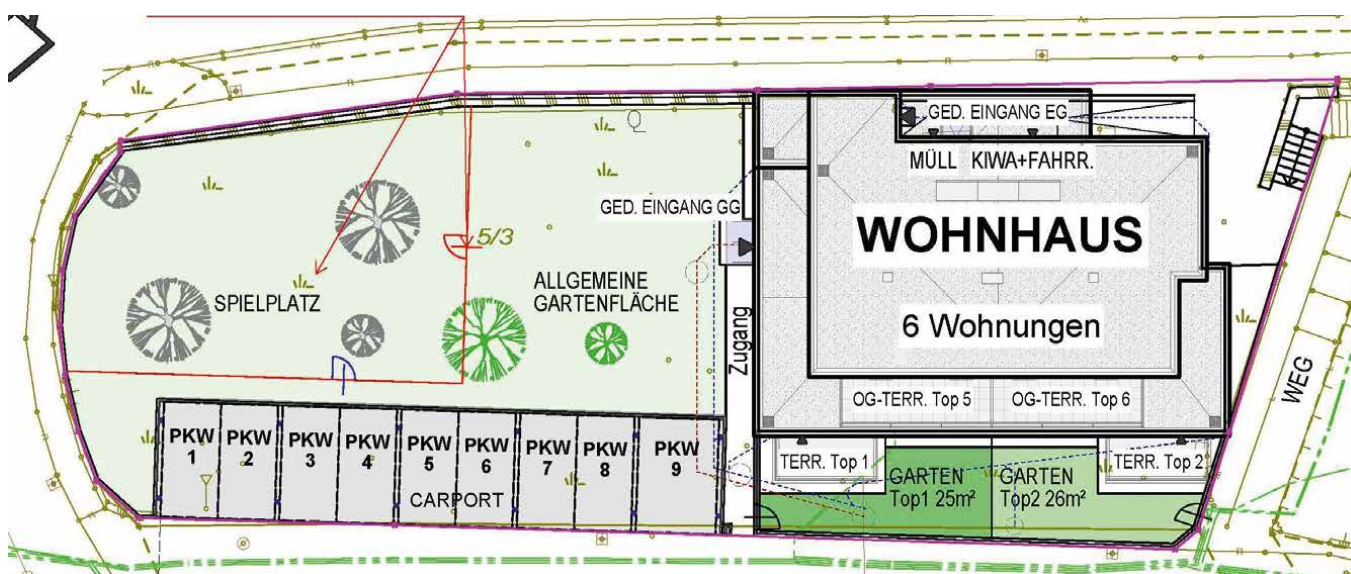 GED. EINGANG EG
MÜLL KIWA+FAHRR.
GED. EINGANG GG
WOHNHAUS
5/3
ALLGEMEINE
GARTENFLÄCHE
SPIELPLATZ
6 Wohnungen
Zugang
WEG
OG-TERR. Top 5
OG-TERR. Top 6
PKW
1
PKW
2
PKW
3
PKW
4
PKW
5
PKW
6
PKW
7
PKW
8
PKW
9
CARPORT
TERR. Top 1
GARTEN
Top1 25m²
GARTEN
Top2 26m²
TERR. Top 2